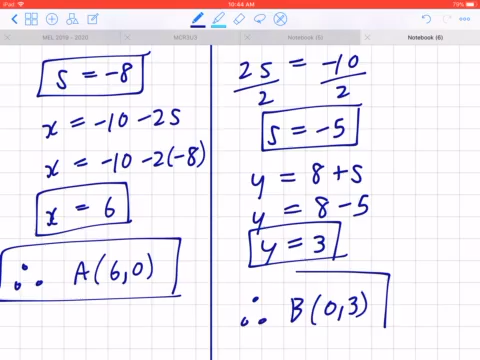 iPad
10:44 AM
79%
MEL 2019 - 2020
MCR3U3
Notebook (6)
Notebook (6)
s = -8
x = -10 - 2s
x = -10 - 2(-8)
x = 6
∴ A(6,0)
2s/2 = -10/2
s = -5
y = 8 + s
y = 8 - 5
y = 3
∴ B(0,3)